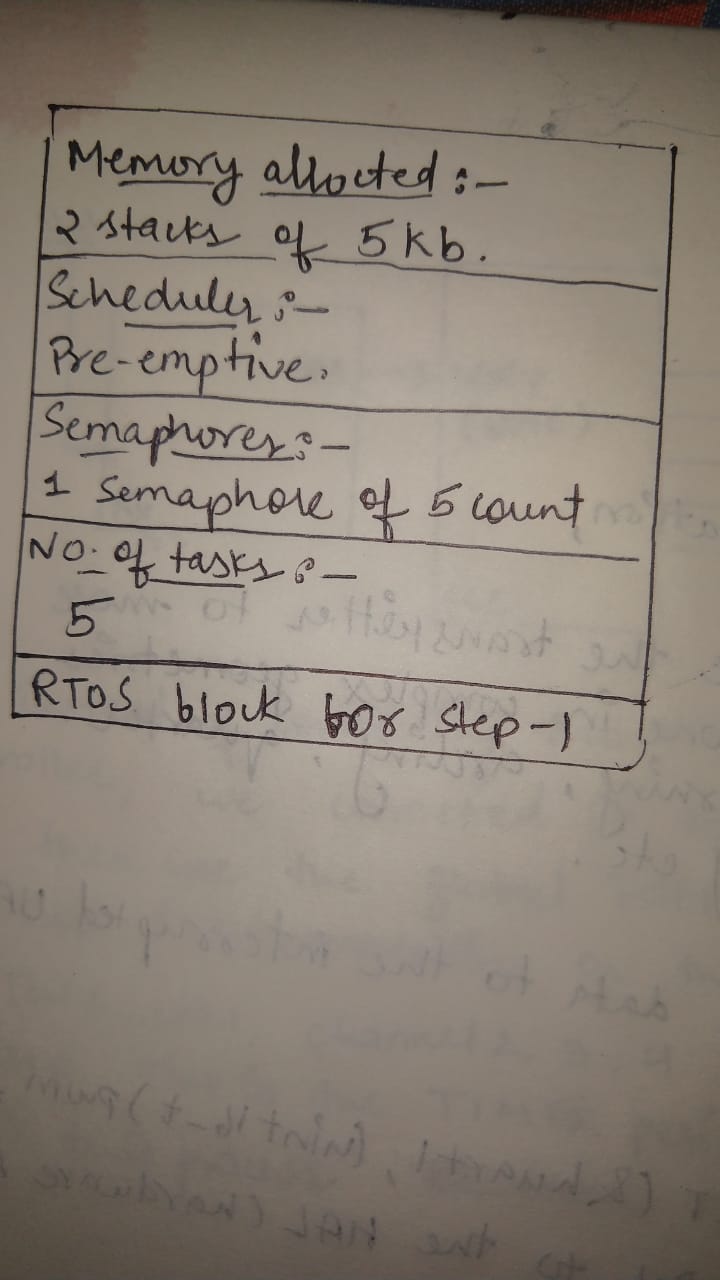 Memory allocted :-
2 stacks of 5 kb.
Scheduler :-
Pre-emptive.
Semaphores :-
1 Semaphore of 5 count
No. of tasks :-
5
RTOS block for step-1